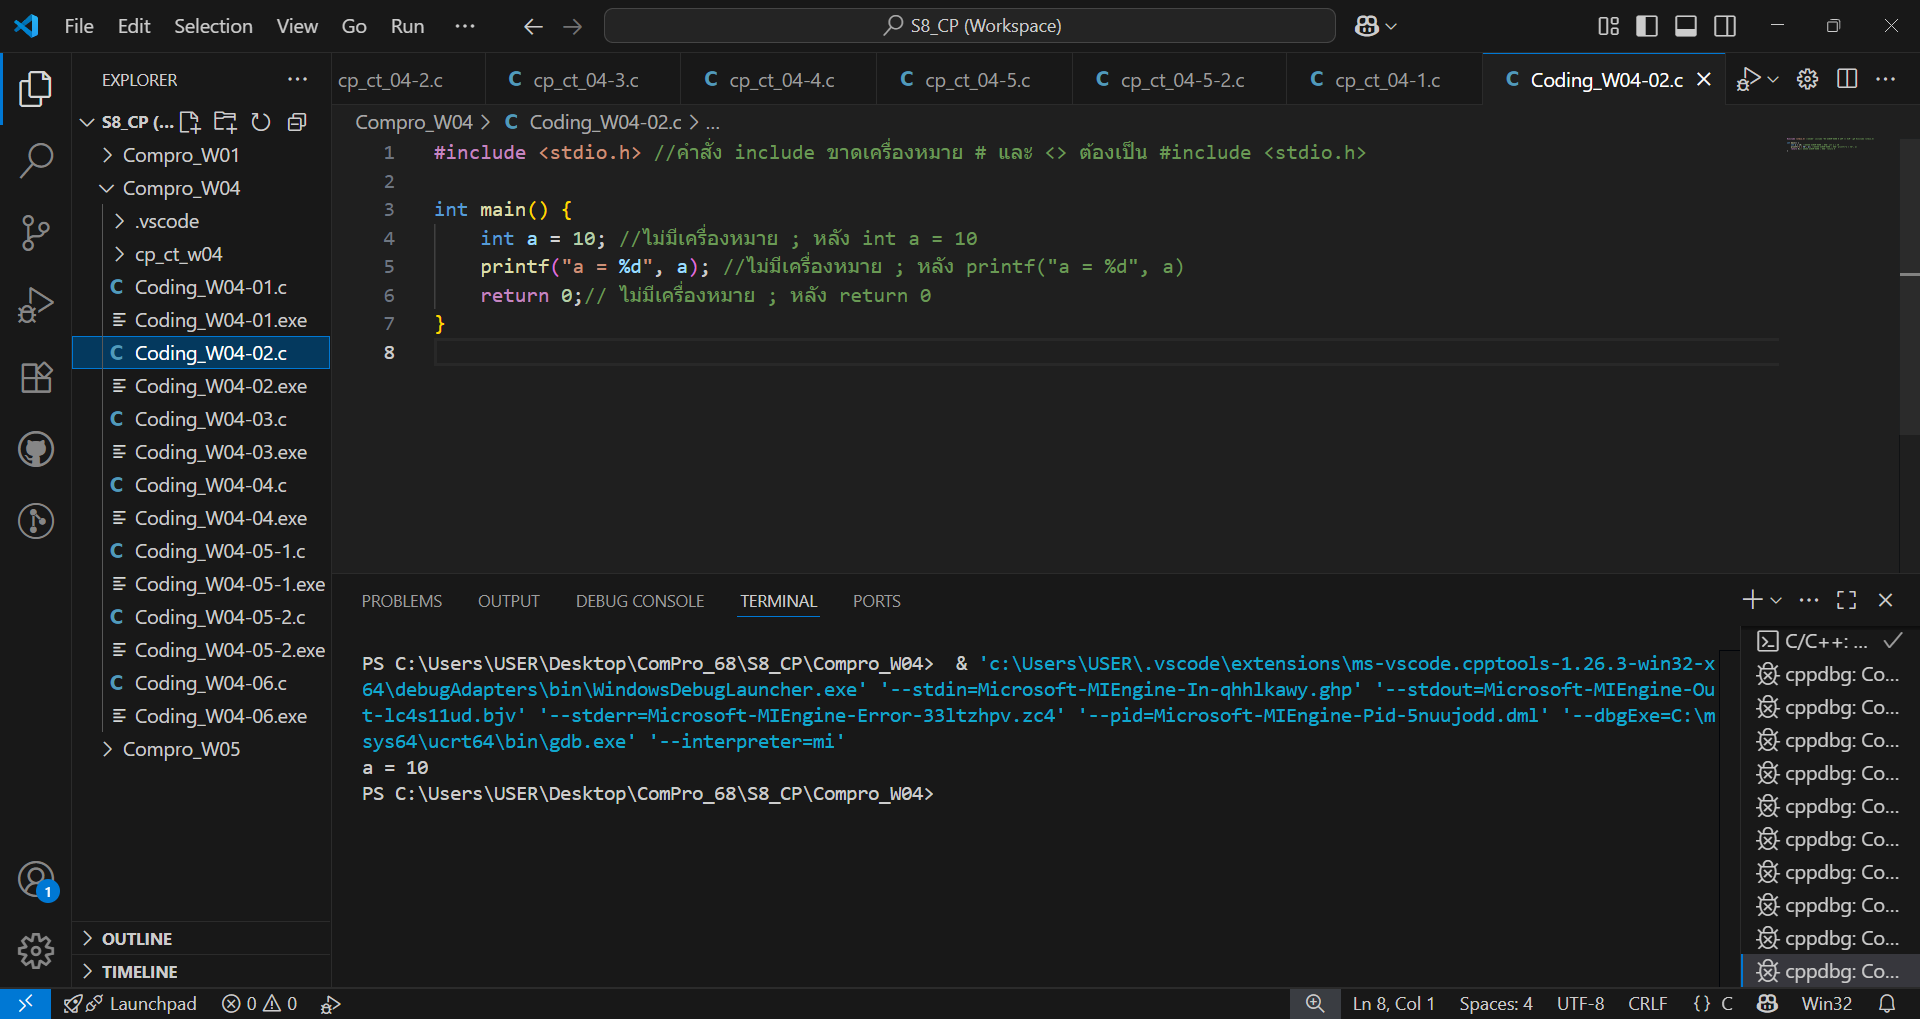 File Edit Selection View Go Run ··· S8_CP (Workspace)
EXPLORER
S8_CP (...
Compro_W01
Compro_W04
.vscode
cp_ct_w04
C Coding_W04-01.c
Coding_W04-01.exe
C Coding_W04-02.c
Coding_W04-02.exe
C Coding_W04-03.c
Coding_W04-03.exe
C Coding_W04-04.c
Coding_W04-04.exe
C Coding_W04-05-1.c
Coding_W04-05-1.exe
C Coding_W04-05-2.c
Coding_W04-05-2.exe
C Coding_W04-06.c
Coding_W04-06.exe
Compro_W05
OUTLINE
TIMELINE
1
cp_ct_04-2.c C cp_ct_04-3.c C cp_ct_04-4.c C cp_ct_04-5.c C cp_ct_04-5-2.c C cp_ct_04-1.c C Coding_W04-02.c
Compro_W04 > C Coding_W04-02.c > ...
1 #include <stdio.h> //คำสั่ง include ขาดเครื่องหมาย # และ <> ต้องเป็น #include <stdio.h>
2
3 int main() {
4 int a = 10; //ไม่มีเครื่องหมาย ; หลัง int a = 10
5 printf("a = %d", a); //ไม่มีเครื่องหมาย ; หลัง printf("a = %d", a)
6 return 0;// ไม่มีเครื่องหมาย ; หลัง return 0
7 }
8
PROBLEMS OUTPUT DEBUG CONSOLE TERMINAL PORTS
PS C:\Users\USER\Desktop\ComPro_68\S8_CP\Compro_W04> & 'c:\Users\USER\.vscode\extensions\ms-vscode.cpptools-1.26.3-win32-x
64\debugAdapters\bin\WindowsDebugLauncher.exe' '--stdin=Microsoft-MIEngine-In-qhhlkawy.ghp' '--stdout=Microsoft-MIEngine-Ou
t-lc4s11ud.bjv' '--stderr=Microsoft-MIEngine-Error-33ltzhpv.zc4' '--pid=Microsoft-MIEngine-Pid-5nuujodd.dml' '--dbgExe=C:\m
sys64\ucrt64\bin\gdb.exe' '--interpreter=mi'
a = 10
PS C:\Users\USER\Desktop\ComPro_68\S8_CP\Compro_W04>
C/C++: ...
cppdbg: Co...
cppdbg: Co...
cppdbg: Co...
cppdbg: Co...
cppdbg: Co...
cppdbg: Co...
cppdbg: Co...
cppdbg: Co...
cppdbg: Co...
cppdbg: Co...
Launchpad 0 0 Ln 8, Col 1 Spaces: 4 UTF-8 CRLF {} C Win32